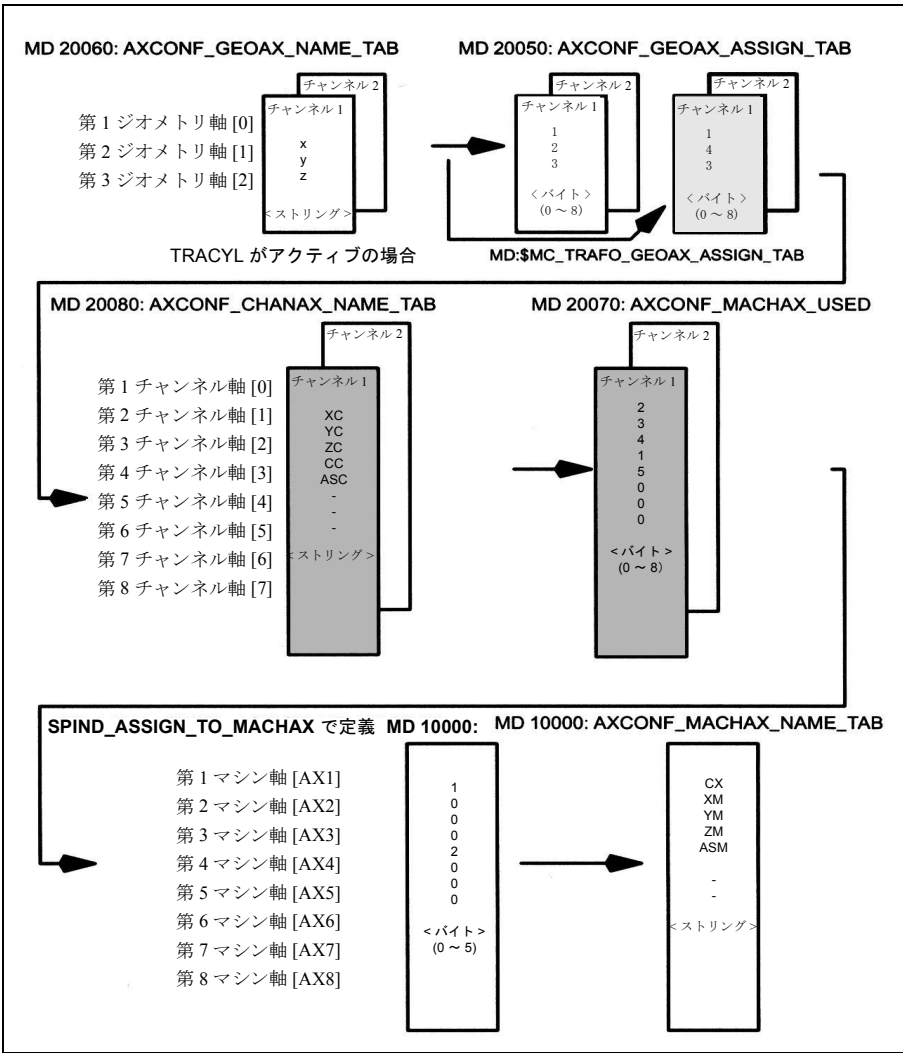 MD 20060: AXCONF_GEOAX_NAME_TAB
MD 20050: AXCONF_GEOAX_ASSIGN_TAB
チャンネル 2
チャンネル 1
第 1 ジオメトリ軸 [0]
第 2 ジオメトリ軸 [1]
第 3 ジオメトリ軸 [2]
x
y
z
<ストリング>
チャンネル 1
1
2
3
<バイト>
(0 ～ 8)
チャンネル 2
チャンネル 1
1
4
3
<バイト>
(0 ～ 8)
TRACYL がアクティブの場合
MD:$MC_TRAFO_GEOAX_ASSIGN_TAB
MD 20080: AXCONF_CHANAX_NAME_TAB
MD 20070: AXCONF_MACHAX_USED
チャンネル 2
チャンネル 1
第 1 チャンネル軸 [0]
第 2 チャンネル軸 [1]
第 3 チャンネル軸 [2]
第 4 チャンネル軸 [3]
第 5 チャンネル軸 [4]
第 6 チャンネル軸 [5]
第 7 チャンネル軸 [6]
第 8 チャンネル軸 [7]
XC
YC
ZC
CC
ASC
-
-
-
<ストリング>
チャンネル 2
チャンネル 1
2
3
4
1
5
0
0
0
<バイト>
(0 ～ 8)
SPIND_ASSIGN_TO_MACHAX で定義 MD 10000:
MD 10000: AXCONF_MACHAX_NAME_TAB
第 1 マシン軸 [AX1]
第 2 マシン軸 [AX2]
第 3 マシン軸 [AX3]
第 4 マシン軸 [AX4]
第 5 マシン軸 [AX5]
第 6 マシン軸 [AX6]
第 7 マシン軸 [AX7]
第 8 マシン軸 [AX8]
1
0
0
0
2
0
0
0
<バイト>
(0 ～ 5)
CX
XM
YM
ZM
ASM
-
-
<ストリング>